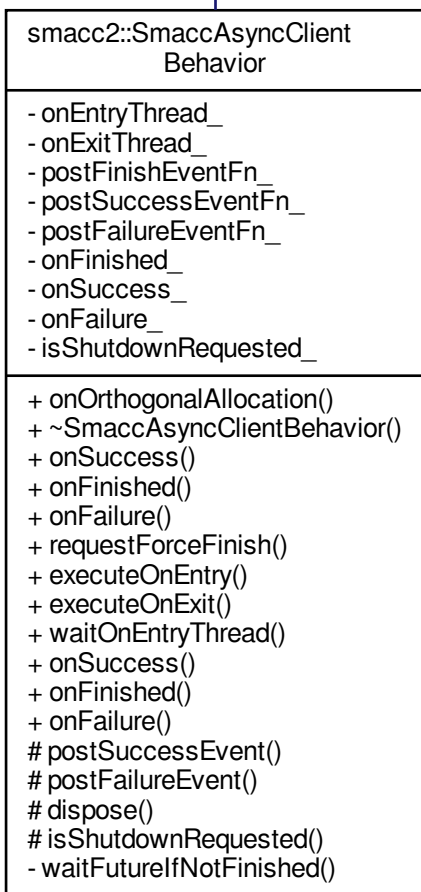 smacc2::SmaccAsyncClient
Behavior
- onEntryThread_
- onExitThread_
- postFinishEventFn_
- postSuccessEventFn_
- postFailureEventFn_
- onFinished_
- onSuccess_
- onFailure_
- isShutdownRequested_
+ onOrthogonalAllocation()
+ ~SmaccAsyncClientBehavior()
+ onSuccess()
+ onFinished()
+ onFailure()
+ requestForceFinish()
+ executeOnEntry()
+ executeOnExit()
+ waitOnEntryThread()
+ onSuccess()
+ onFinished()
+ onFailure()
# postSuccessEvent()
# postFailureEvent()
# dispose()
# isShutdownRequested()
- waitFutureIfNotFinished()